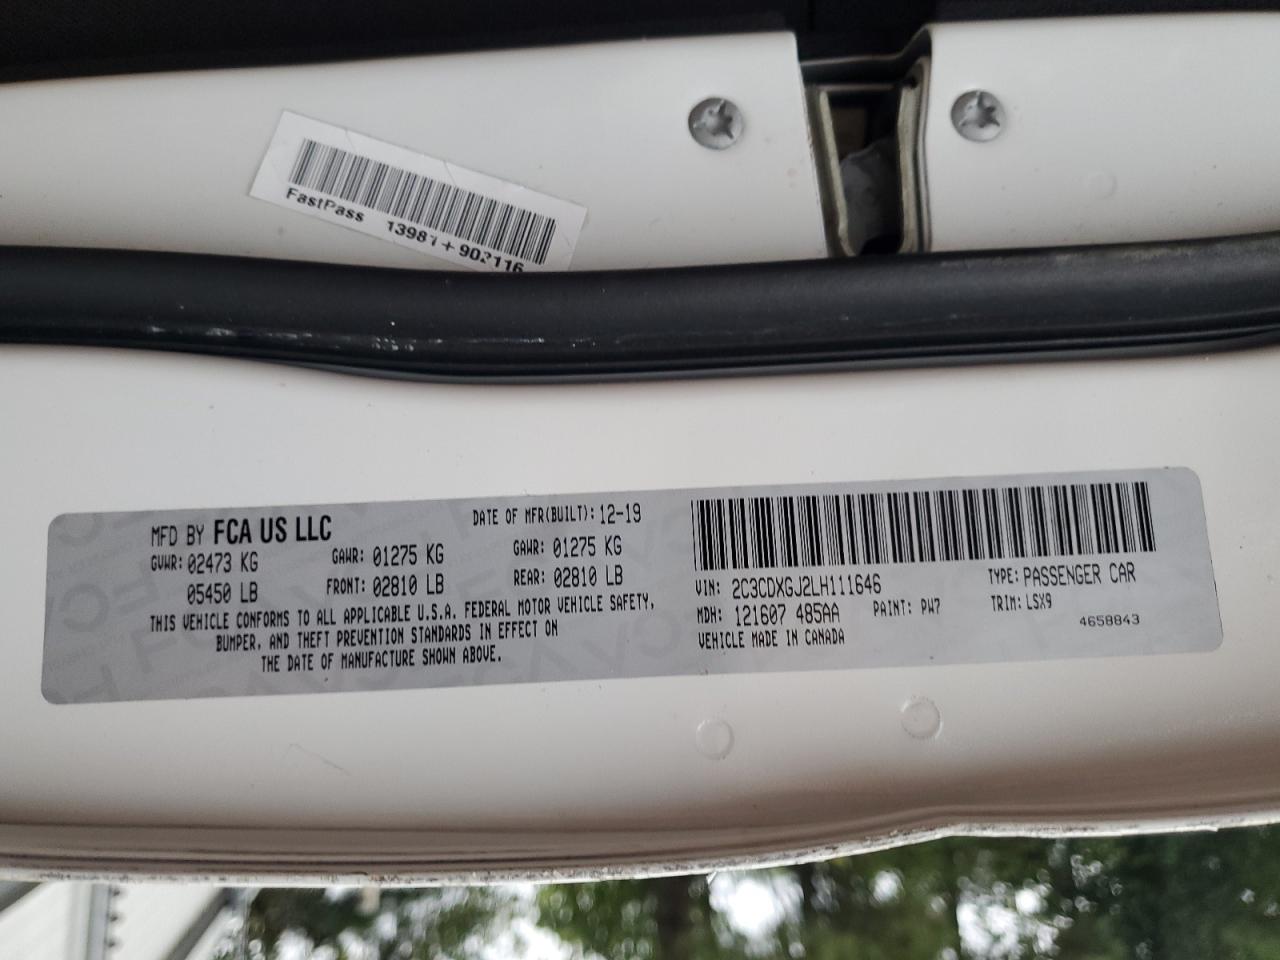 FastPass 13987+902116
MFD BY FCA US LLC
DATE OF MFR(BUILT): 12-19
GVWR: 02473 KG
GAWR: 01275 KG
GAWR: 01275 KG
05450 LB
FRONT: 02810 LB
REAR: 02810 LB
THIS VEHICLE CONFORMS TO ALL APPLICABLE U.S.A. FEDERAL MOTOR VEHICLE SAFETY,
BUMPER, AND THEFT PREVENTION STANDARDS IN EFFECT ON
THE DATE OF MANUFACTURE SHOWN ABOVE.
VIN: 2C3CDXGJ2LH111646
TYPE: PASSENGER CAR
MDH: 121607 485AA
PAINT: PW7
TRIM: LSX9
VEHICLE MADE IN CANADA
4658843